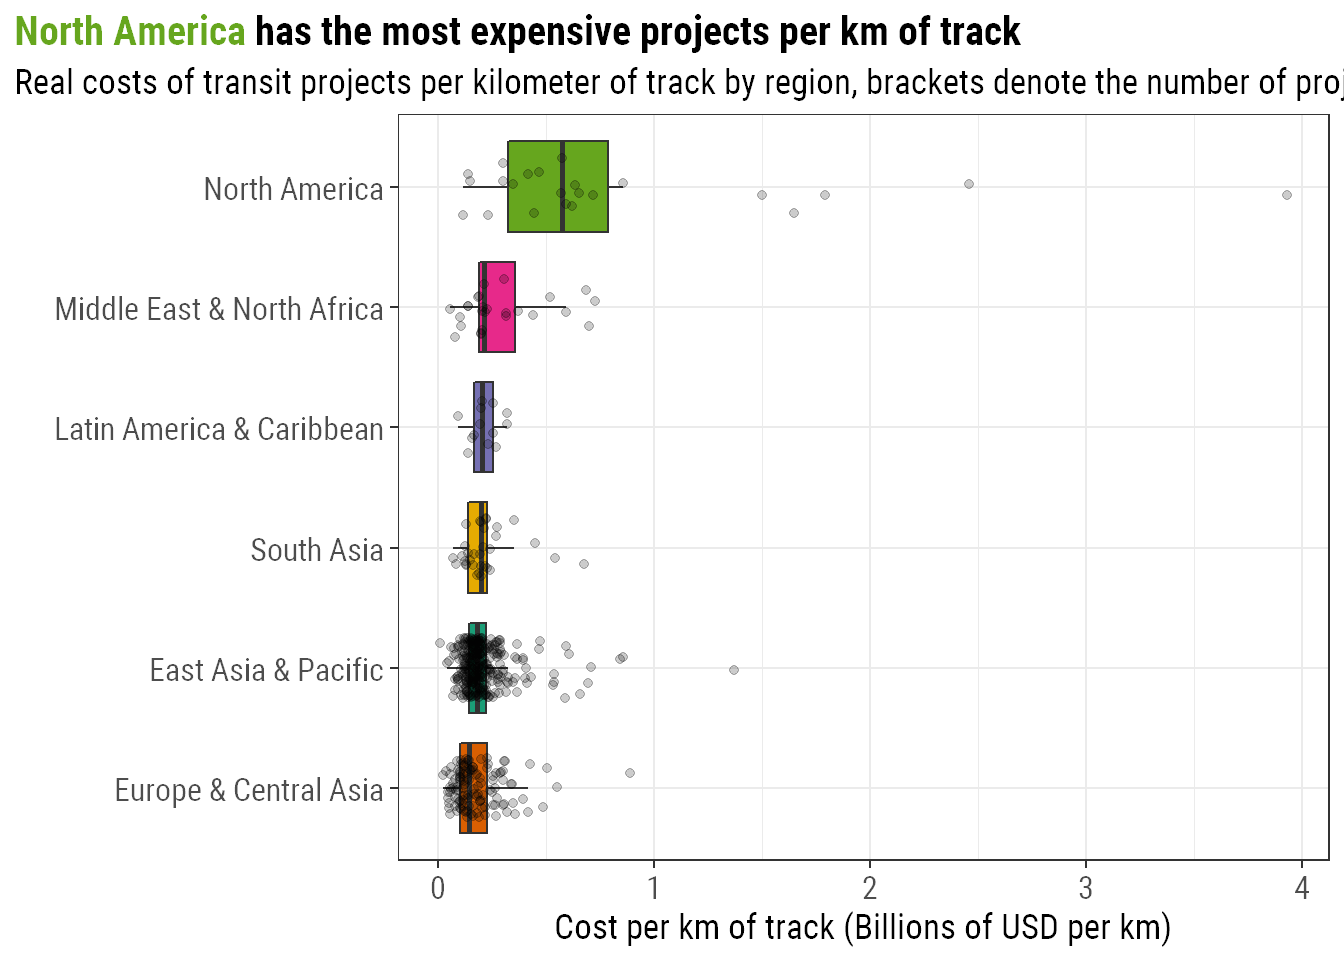 North America has the most expensive projects per km of track
Real costs of transit projects per kilometer of track by region, brackets denote the number of
North America
Middle East & North Africa
Latin America & Caribbean
South Asia
East Asia & Pacific
Europe & Central Asia
0 1 2 3 4
Cost per km of track (Billions of USD per km)